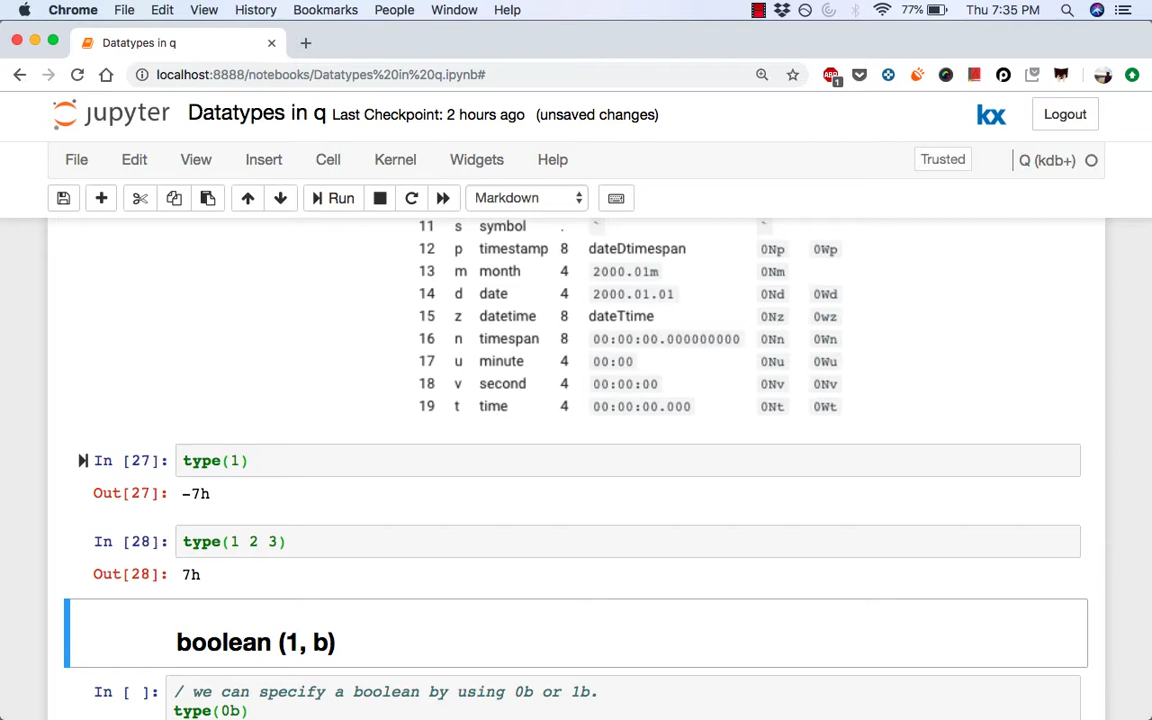 Chrome File Edit View History Bookmarks People Window Help 77% Thu 7:35 PM
Datatypes in q
localhost:8888/notebooks/Datatypes%20in%20q.ipynb#
ABP 1
jupyter Datatypes in q Last Checkpoint: 2 hours ago (unsaved changes) kx Logout
File Edit View Insert Cell Kernel Widgets Help Trusted Q (kdb+)
Run Markdown
11 s symbol . ` `
12 p timestamp 8 dateDtimespan 0Np 0Wp
13 m month 4 2000.01m 0Nm
14 d date 4 2000.01.01 0Nd 0Wd
15 z datetime 8 dateTtime 0Nz 0wz
16 n timespan 8 00:00:00.000000000 0Nn 0Wn
17 u minute 4 00:00 0Nu 0Wu
18 v second 4 00:00:00 0Nv 0Nv
19 t time 4 00:00:00.000 0Nt 0Wt
In [27]: type(1)
Out[27]: -7h
In [28]: type(1 2 3)
Out[28]: 7h
boolean (1, b)
In [ ]: / we can specify a boolean by using 0b or 1b.
type(0b)